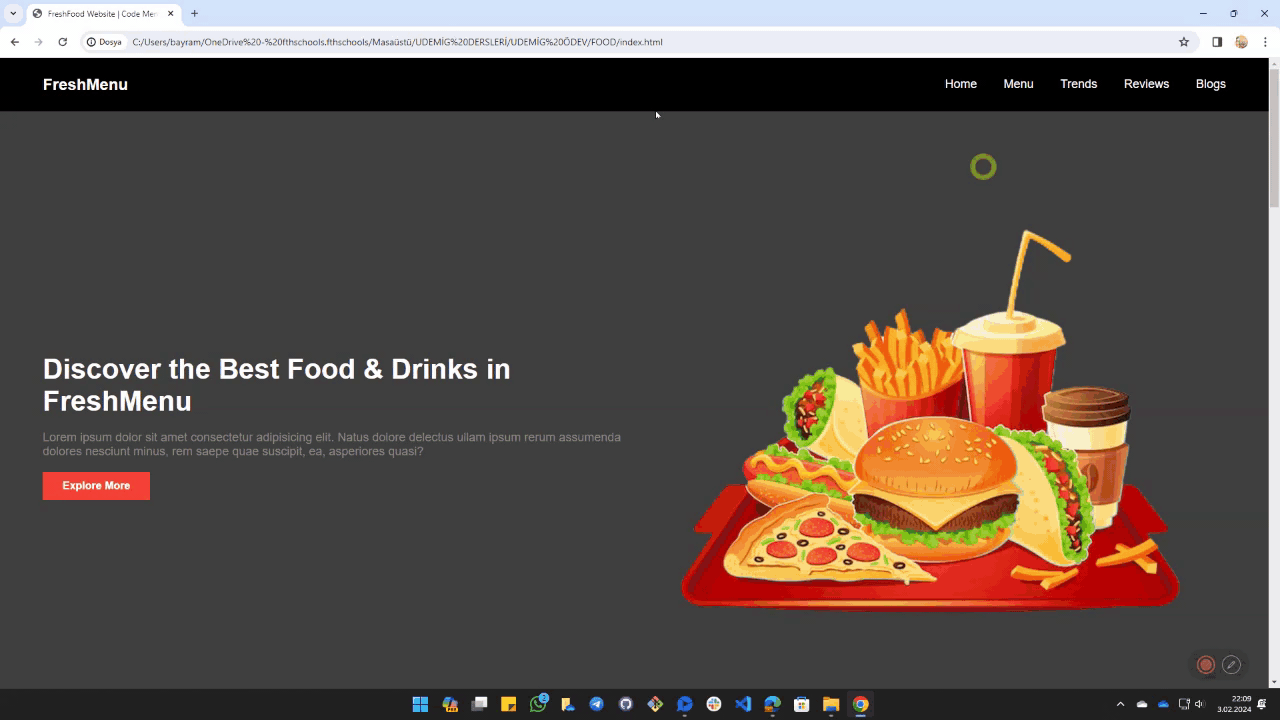 FreshFood Website | Code Me
Dosya
C:/Users/bayram/OneDrive%20-%20fthschools.fthschools/Masaüstü/UDEMİG%20DERSLERİ/UDEMİG%20ÖDEV/FOOD/index.html
FreshMenu
Home
Menu
Trends
Reviews
Blogs
Discover the Best Food & Drinks in
FreshMenu
Lorem ipsum dolor sit amet consectetur adipisicing elit. Natus dolore delectus ullam ipsum rerum assumenda
dolores nesciunt minus, rem saepe quae suscipit, ea, asperiores quasi?
Explore More
22:09
3.02.2024